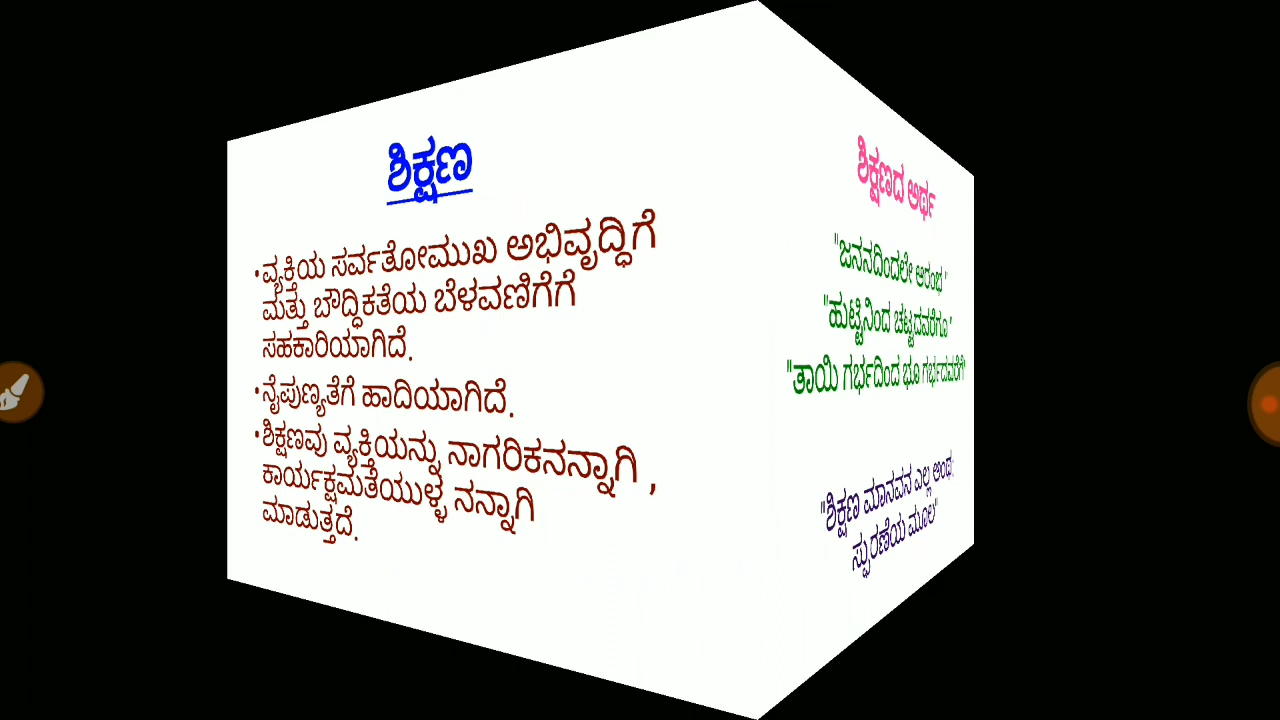 ಶಿಕ್ಷಣ
•ವ್ಯಕ್ತಿಯ ಸರ್ವತೋಮುಖ ಅಭಿವೃದ್ಧಿಗೆ
ಮತ್ತು ಬೌದ್ಧಿಕತೆಯ ಬೆಳವಣಿಗೆಗೆ
ಸಹಕಾರಿಯಾಗಿದೆ.
•ನೈಪುಣ್ಯತೆಗೆ ಹಾದಿಯಾಗಿದೆ.
•ಶಿಕ್ಷಣವು ವ್ಯಕ್ತಿಯನ್ನು ನಾಗರಿಕನನ್ನಾಗಿ ,
ಕಾರ್ಯಕ್ಷಮತೆಯುಳ್ಳ ನನ್ನಾಗಿ
ಮಾಡುತ್ತದೆ.
ಶಿಕ್ಷಣದ ಅರ್ಥ
"ಜನನದಿಂದಲೇ ಆರಂಭ"
"ಹುಟ್ಟಿನಿಂದ ಚಟ್ಟದವರೆಗೂ"
"ತಾಯಿ ಗರ್ಭದಿಂದ ಭೂ ಗರ್ಭದವರೆಗೆ"
"ಶಿಕ್ಷಣ ಮಾನವನ ಎಲ್ಲ ಅಂಥ:
ಸ್ಪುರಣೆಯ ಮೂಲ"